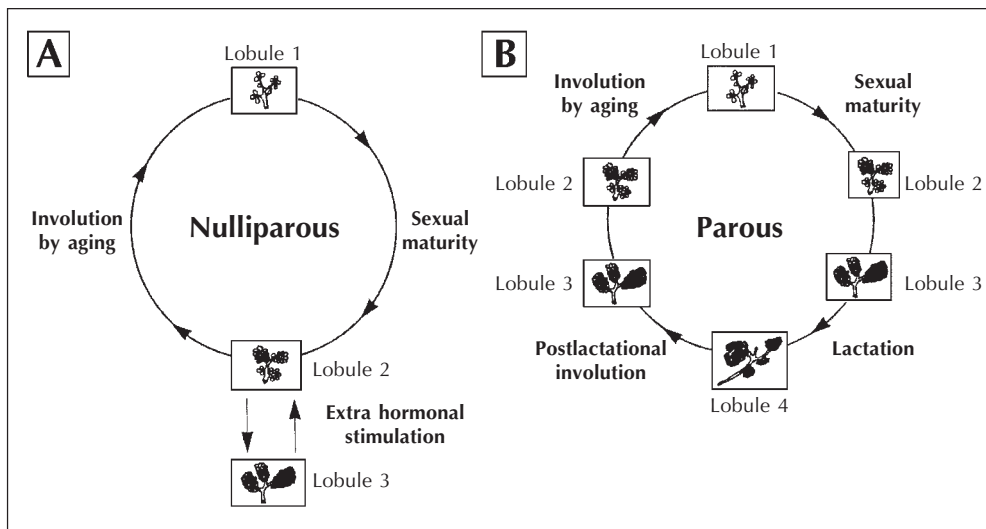 A
Lobule 1
Involution
by aging
Nulliparous
Sexual
maturity
Lobule 2
Extra hormonal
stimulation
Lobule 3
B
Lobule 1
Involution
by aging
Sexual
maturity
Lobule 2
Lobule 2
Parous
Lobule 3
Lobule 3
Postlactational
involution
Lactation
Lobule 4